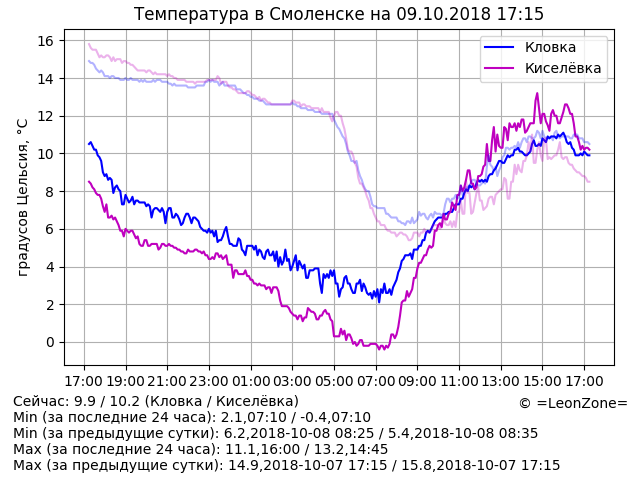 Температура в Смоленске на 09.10.2018 17:15
Кловка
Киселёвка
градусов Цельсия, °C
16
14
12
10
8
6
4
2
0
17:00 19:00 21:00 23:00 01:00 03:00 05:00 07:00 09:00 11:00 13:00 15:00 17:00
Сейчас: 9.9 / 10.2 (Кловка / Киселёвка)
© =LeonZone=
Min (за последние 24 часа): 2.1,07:10 / -0.4,07:10
Min (за предыдущие сутки): 6.2,2018-10-08 08:25 / 5.4,2018-10-08 08:35
Max (за последние 24 часа): 11.1,16:00 / 13.2,14:45
Max (за предыдущие сутки): 14.9,2018-10-07 17:15 / 15.8,2018-10-07 17:15